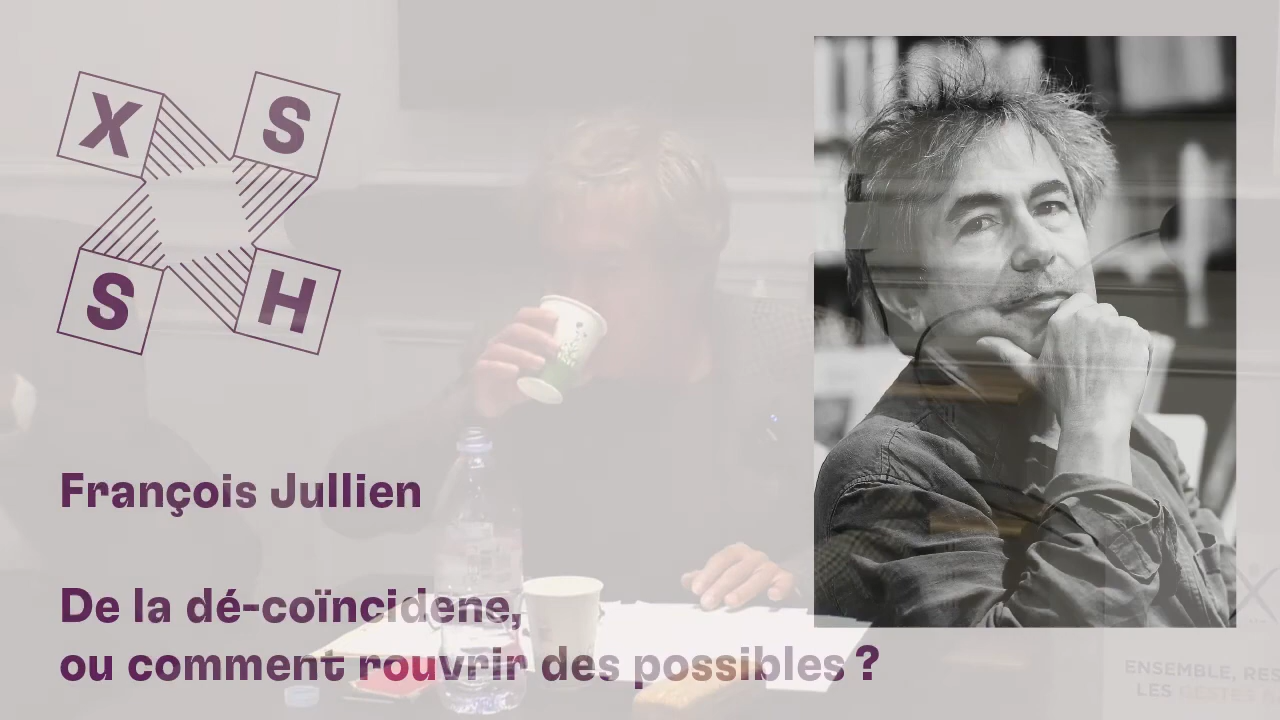 X S
S H
François Jullien
De la dé-coïncidene,
ou comment rouvrir des possibles ?
ENSEMBLE, RES
LES GESTES